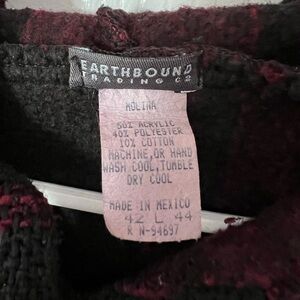 EARTHBOUND
TRADING CO
MOLINA
50% ACRYLIC
40% POLYESTER
10% COTTON
MACHINE,OR HAND
WASH COOL,TUMBLE
DRY COOL
MADE IN MEXICO
42 L 44
R N-94697